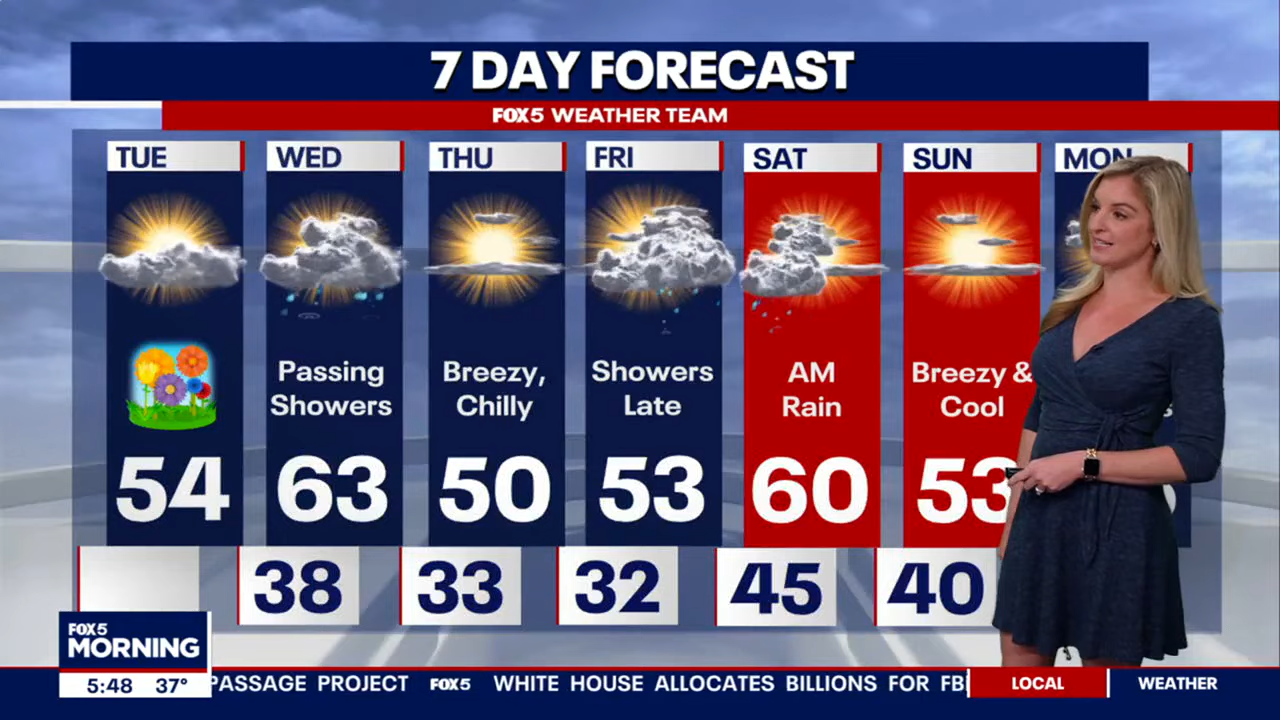 7 DAY FORECAST
FOX5 WEATHER TEAM
TUE WED THU FRI SAT SUN MON
Passing Showers
Breezy, Chilly
Showers Late
AM Rain
Breezy & Cool
54 63 50 53 60 53
38 33 32 45 40
FOX5
MORNING
5:48 37°
PASSAGE PROJECT FOX5 WHITE HOUSE ALLOCATES BILLIONS FOR FBI
LOCAL WEATHER